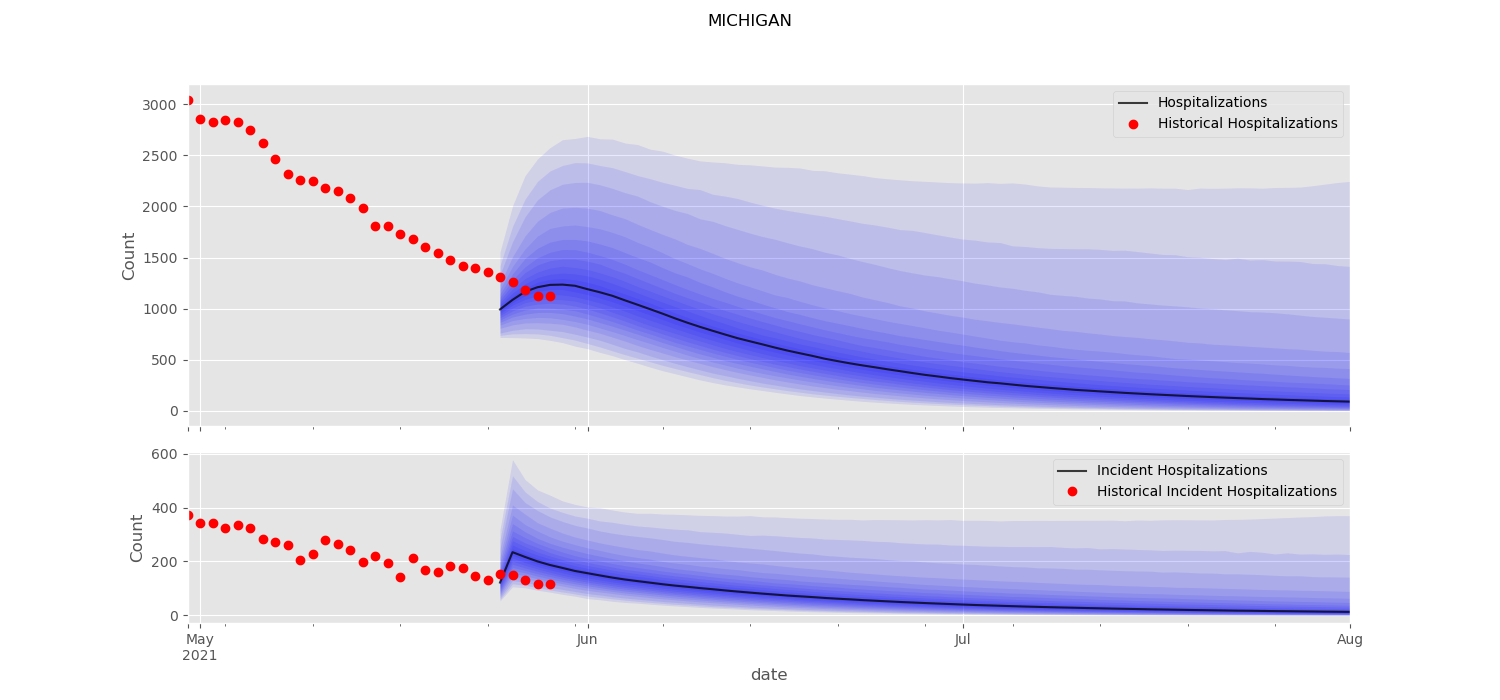 MICHIGAN
3000
2500
2000
1500
1000
500
0
Count
Hospitalizations
Historical Hospitalizations
600
400
200
0
Count
Incident Hospitalizations
Historical Incident Hospitalizations
May
2021
Jun
Jul
Aug
date